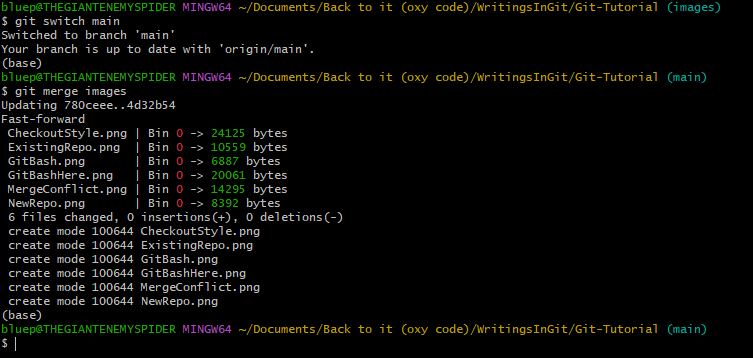 bluep@THEGIANTENEMYSPIDER MINGW64 ~/Documents/Back to it (oxy code)/WritingsInGit/Git-Tutorial (images)
$ git switch main
Switched to branch 'main'
Your branch is up to date with 'origin/main'.
(base)
bluep@THEGIANTENEMYSPIDER MINGW64 ~/Documents/Back to it (oxy code)/WritingsInGit/Git-Tutorial (main)
$ git merge images
Updating 780ceee..4d32b54
Fast-forward
 CheckoutStyle.png | Bin 0 -> 24125 bytes
 ExistingRepo.png  | Bin 0 -> 10559 bytes
 GitBash.png       | Bin 0 -> 6887 bytes
 GitBashHere.png   | Bin 0 -> 20061 bytes
 MergeConflict.png | Bin 0 -> 14295 bytes
 NewRepo.png       | Bin 0 -> 8392 bytes
 6 files changed, 0 insertions(+), 0 deletions(-)
 create mode 100644 CheckoutStyle.png
 create mode 100644 ExistingRepo.png
 create mode 100644 GitBash.png
 create mode 100644 GitBashHere.png
 create mode 100644 MergeConflict.png
 create mode 100644 NewRepo.png
(base)
bluep@THEGIANTENEMYSPIDER MINGW64 ~/Documents/Back to it (oxy code)/WritingsInGit/Git-Tutorial (main)
$